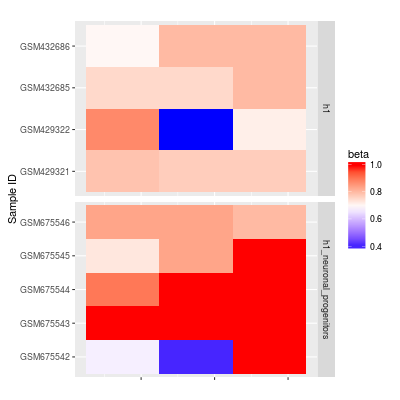 GSM432686
GSM432685
GSM429322
GSM429321
h1
GSM675546
GSM675545
GSM675544
GSM675543
GSM675542
h1_neuronal_progenitors
Sample ID
beta
1.0
0.8
0.6
0.4